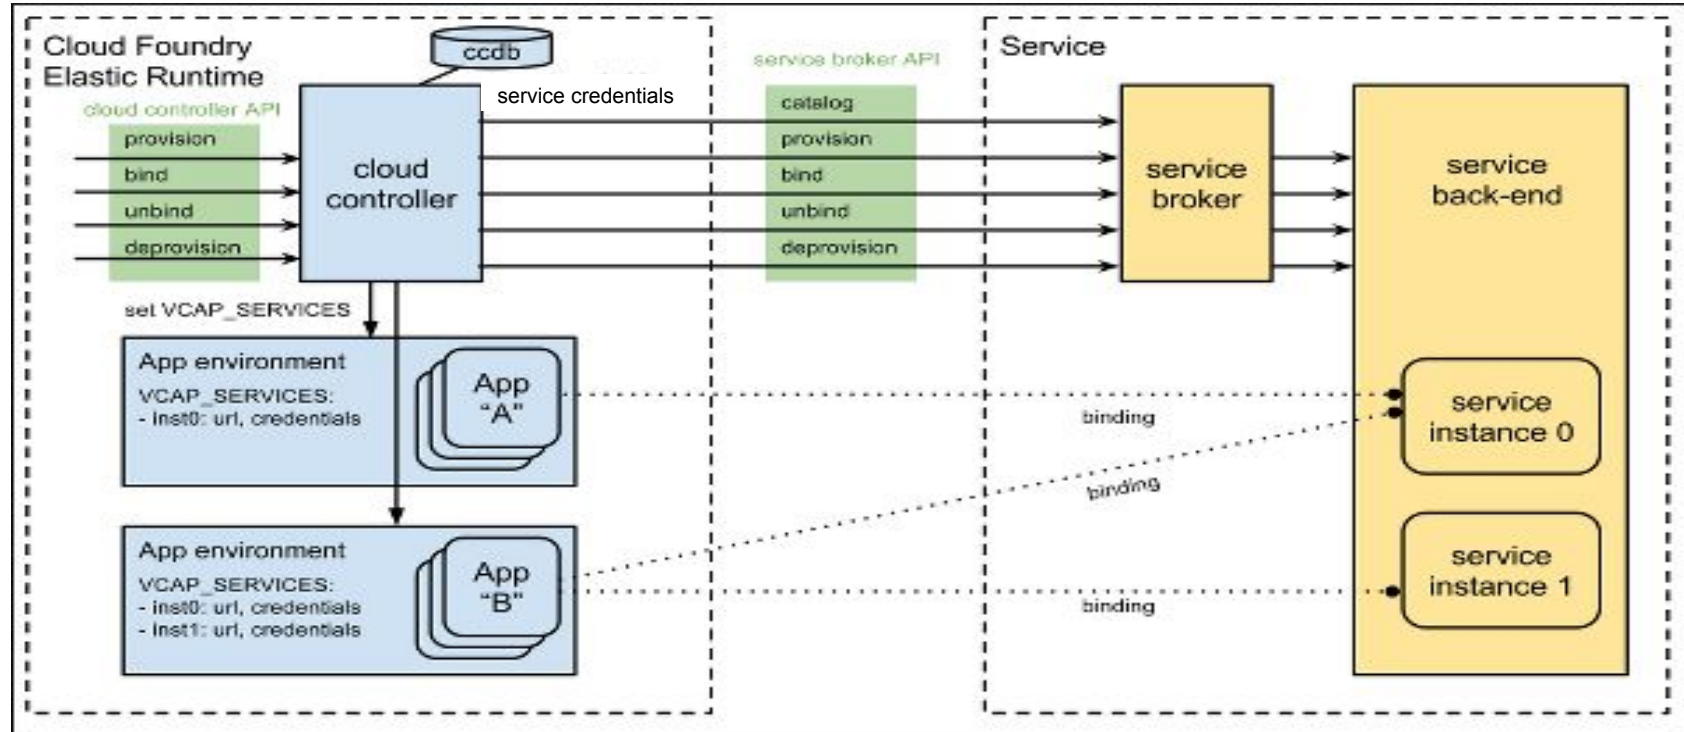 Cloud Foundry
Elastic Runtime
ccdb
cloud controller API
provision
bind
unbind
deprovision
cloud
controller
service credentials
service broker API
catalog
provision
bind
unbind
deprovision
Service
service
broker
service
back-end
set VCAP_SERVICES
App environment
VCAP_SERVICES:
- inst0: url, credentials
App
“A”
binding
service
instance 0
binding
App environment
VCAP_SERVICES:
- inst0: url, credentials
- inst1: url, credentials
App
“B”
binding
service
instance 1